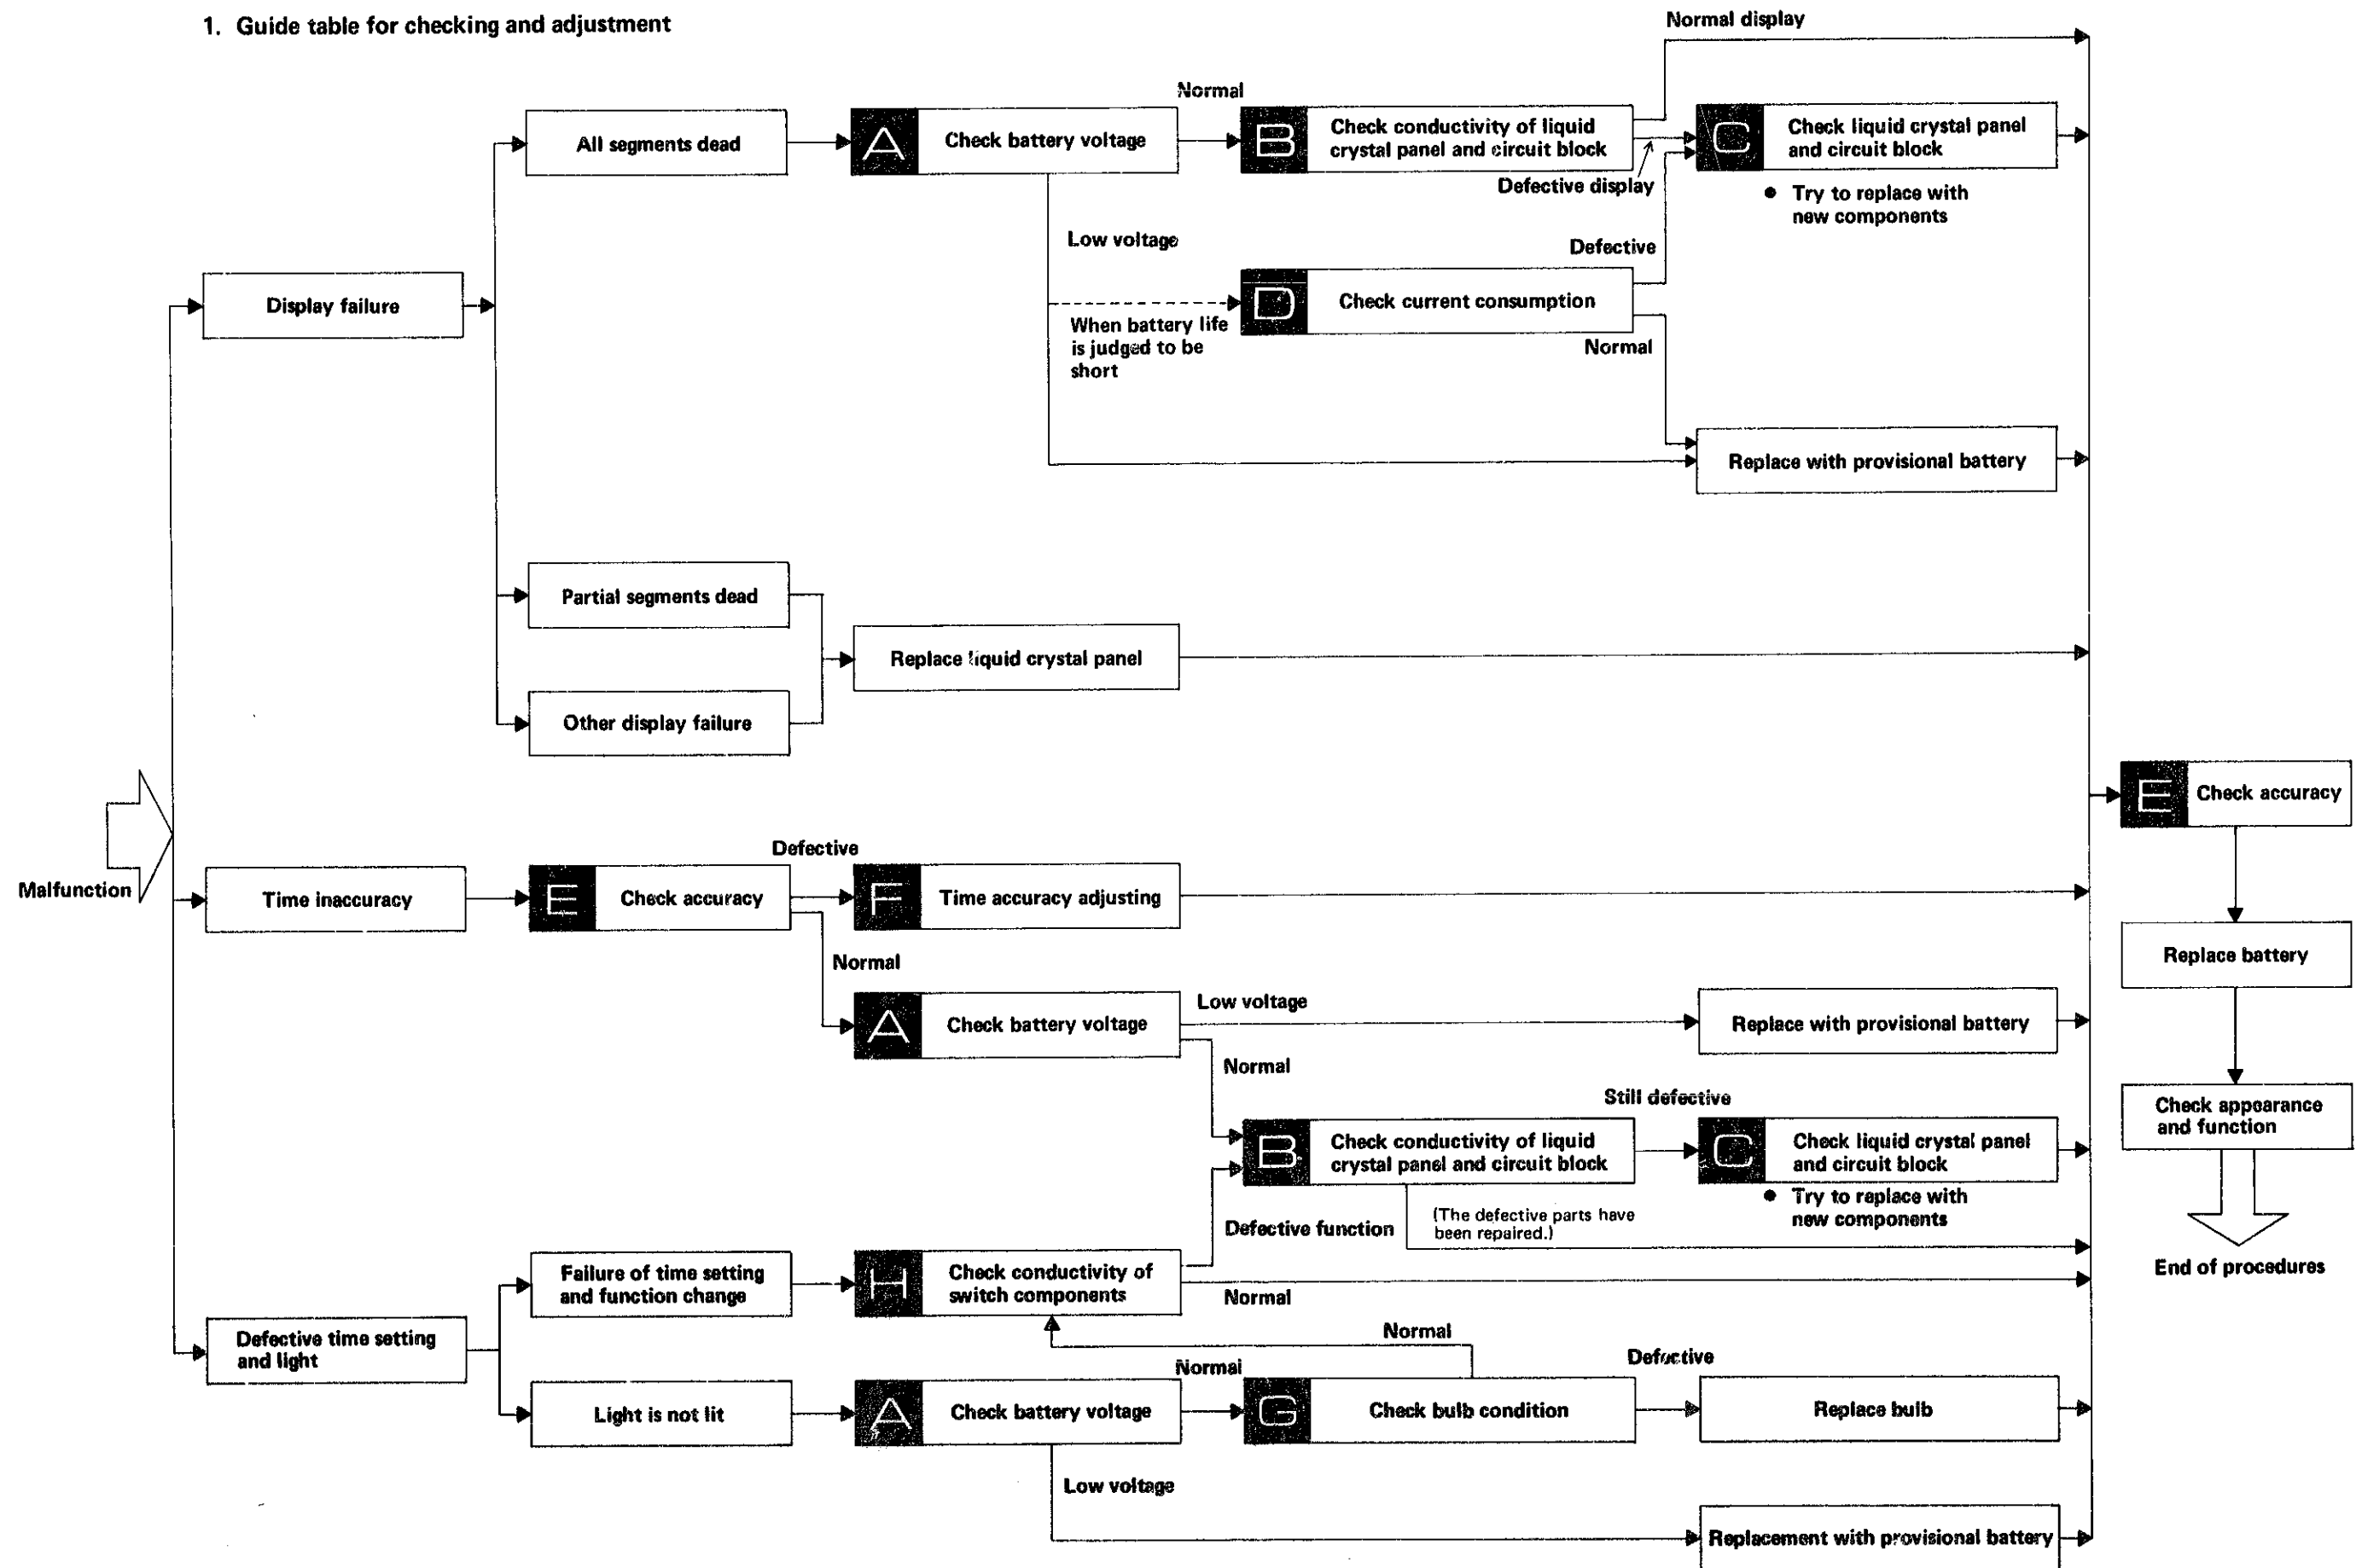 1. Guide table for checking and adjustment
Normal display
Normal
All segments dead
A
Check battery voltage
B
Check conductivity of liquid
crystal panel and circuit block
C
Check liquid crystal panel
and circuit block
Defective display
● Try to replace with
new components
Low voltage
Defective
Display failure
D
Check current consumption
When battery life
is judged to be
short
Normal
Replace with provisional battery
Partial segments dead
Replace liquid crystal panel
Other display failure
E
Check accuracy
Malfunction
Defective
Time inaccuracy
E
Check accuracy
F
Time accuracy adjusting
Replace battery
Normal
Low voltage
A
Check battery voltage
Replace with provisional battery
Normal
Still defective
B
Check conductivity of liquid
crystal panel and circuit block
C
Check liquid crystal panel
and circuit block
● Try to replace with
new components
Check appearance
and function
(The defective parts have
been repaired.)
Defective function
End of procedures
Failure of time setting
and function change
H
Check conductivity of
switch components
Normal
Defective time setting
and light
Normal
Normal
Defective
Light is not lit
A
Check battery voltage
G
Check bulb condition
Replace bulb
Low voltage
Replacement with provisional battery